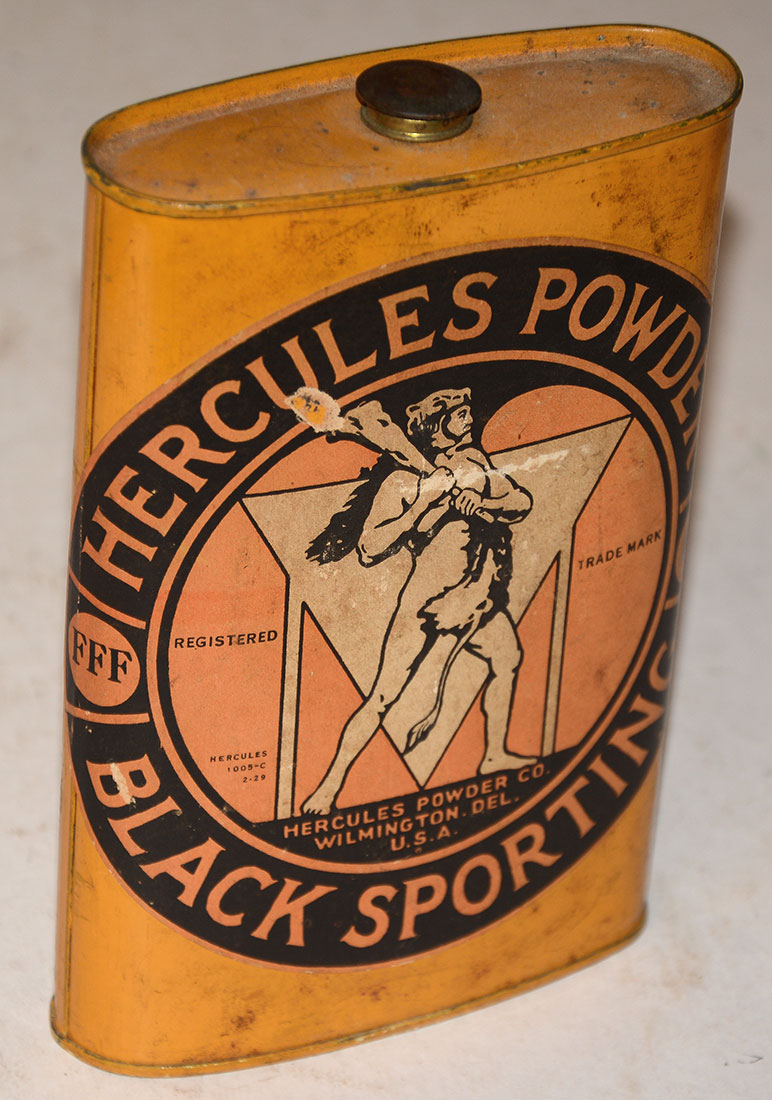 HERCULES POWDER
FFF
REGISTERED
TRADE MARK
HERCULES
1005-C
2-29
HERCULES POWDER CO.
WILMINGTON. DEL.
U.S.A.
BLACK SPORTING